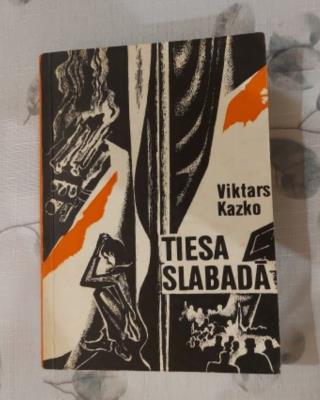 Viktars
Kazko
TIESA
SLABADĀ